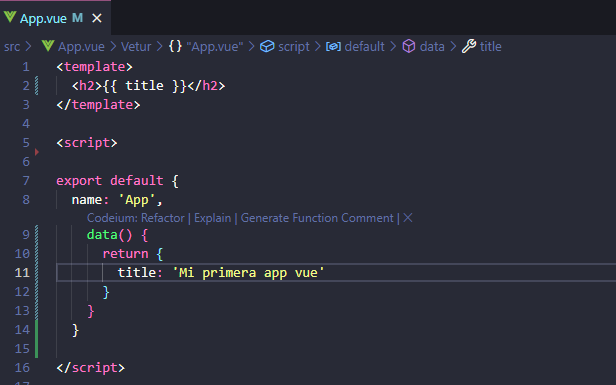 App.vue M ×
src > App.vue > Vetur > {} "App.vue" > script > default > data > title
1 <template>
2 <h2>{{ title }}</h2>
3 </template>
4
5 <script>
6
7 export default {
8 name: 'App',
Codeium: Refactor | Explain | Generate Function Comment | ×
9 data() {
10 return {
11 title: 'Mi primera app vue'
12 }
13 }
14 }
15
16 </script>
17